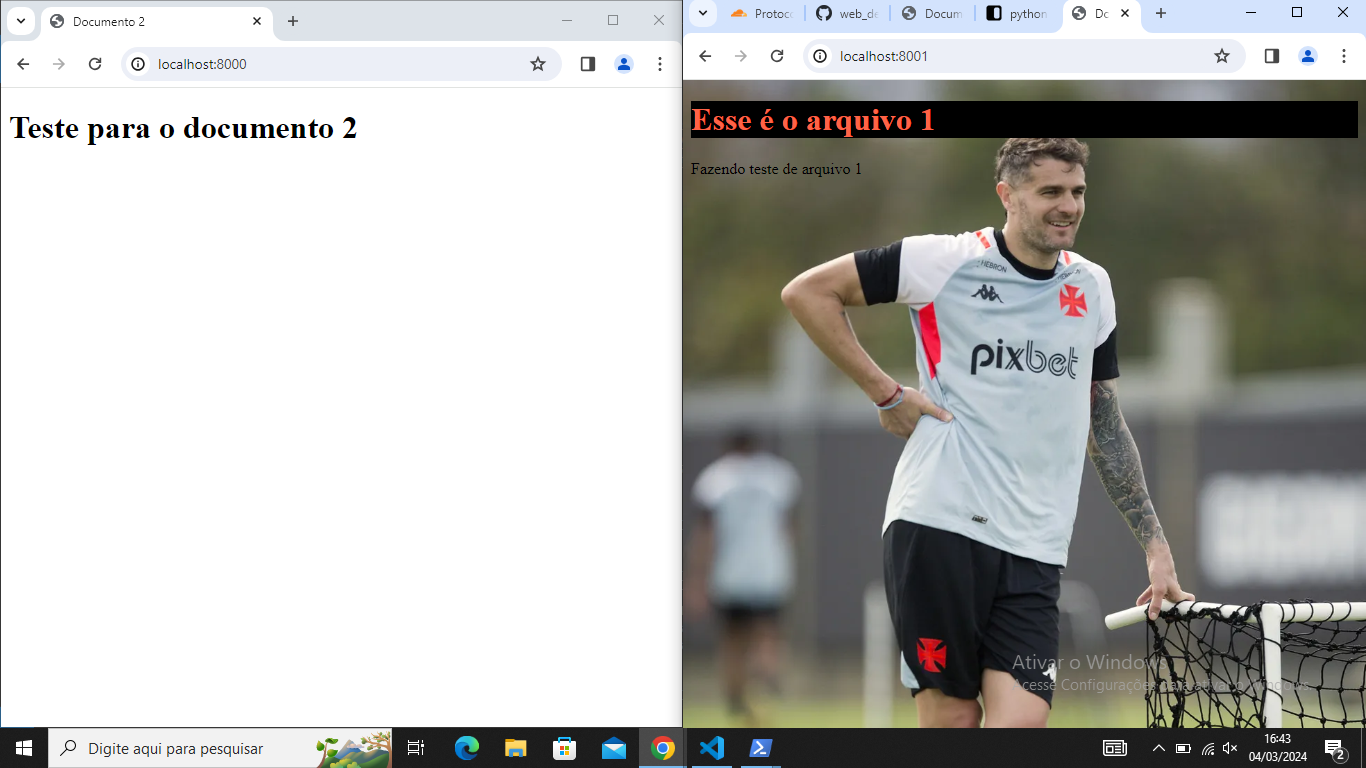 Documento 2
localhost:8000
Teste para o documento 2
Protoco
web_de
Docum
python
Do
localhost:8001
Esse é o arquivo 1
Fazendo teste de arquivo 1
HEBRON
pixbet
Ativar o Windows
Acesse Configurações para ativar o Windows.
Digite aqui para pesquisar
16:43
04/03/2024
2